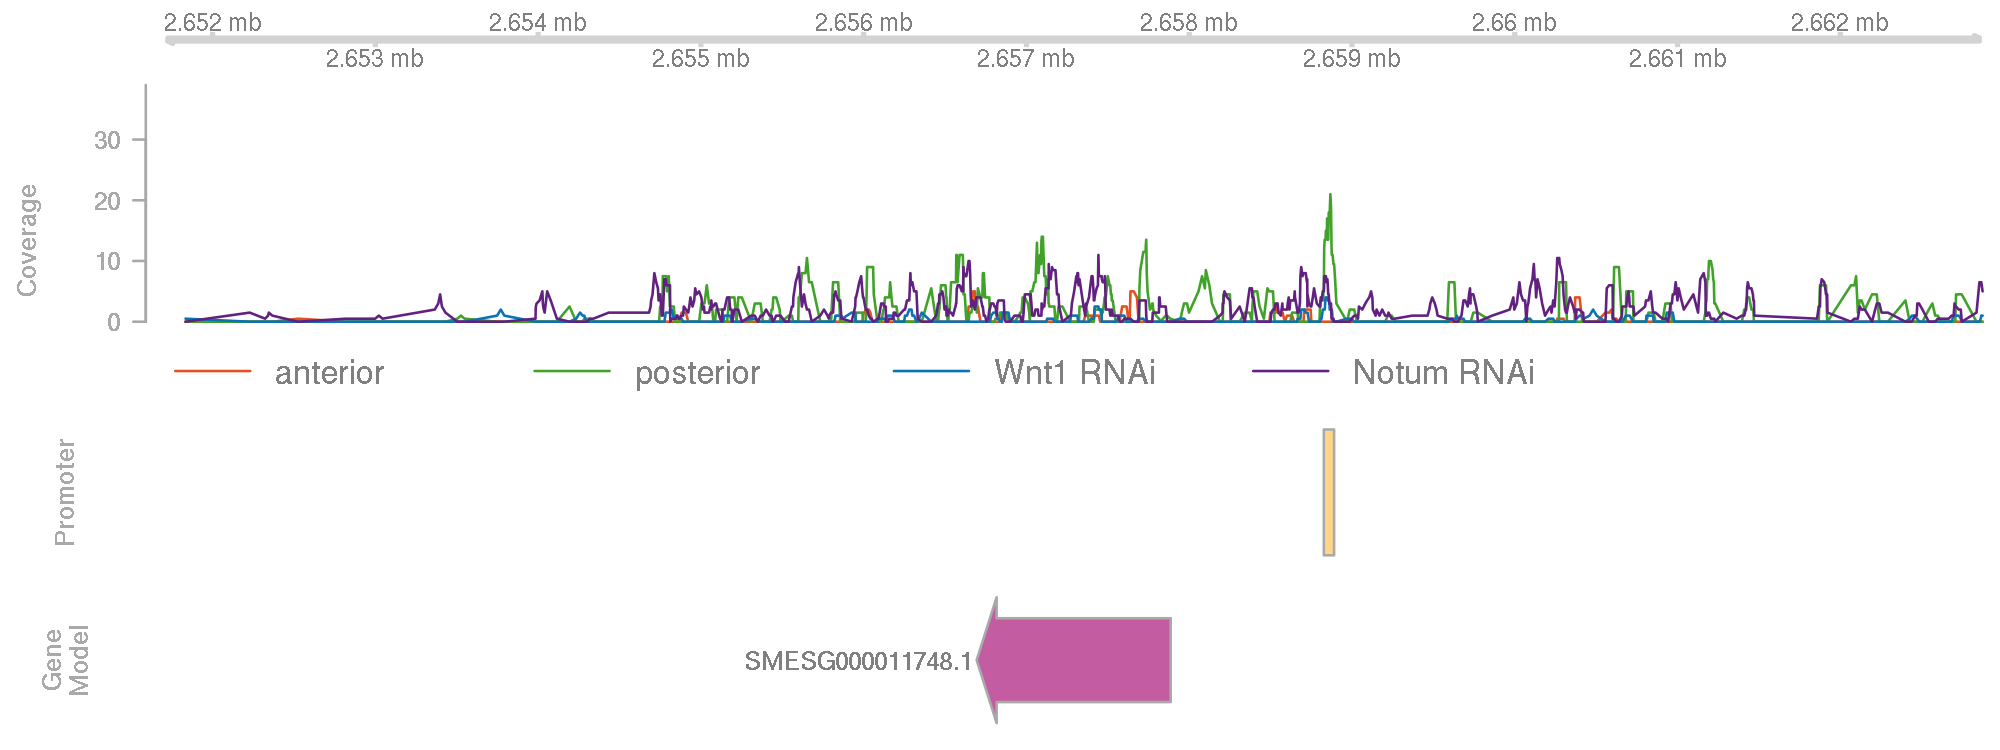 2.652 mb 2.654 mb 2.656 mb 2.658 mb 2.66 mb 2.662 mb
2.653 mb 2.655 mb 2.657 mb 2.659 mb 2.661 mb
Coverage
30
20
10
0
anterior posterior Wnt1 RNAi Notum RNAi
Promoter
0
Gene
Model
SMESG000011748.1